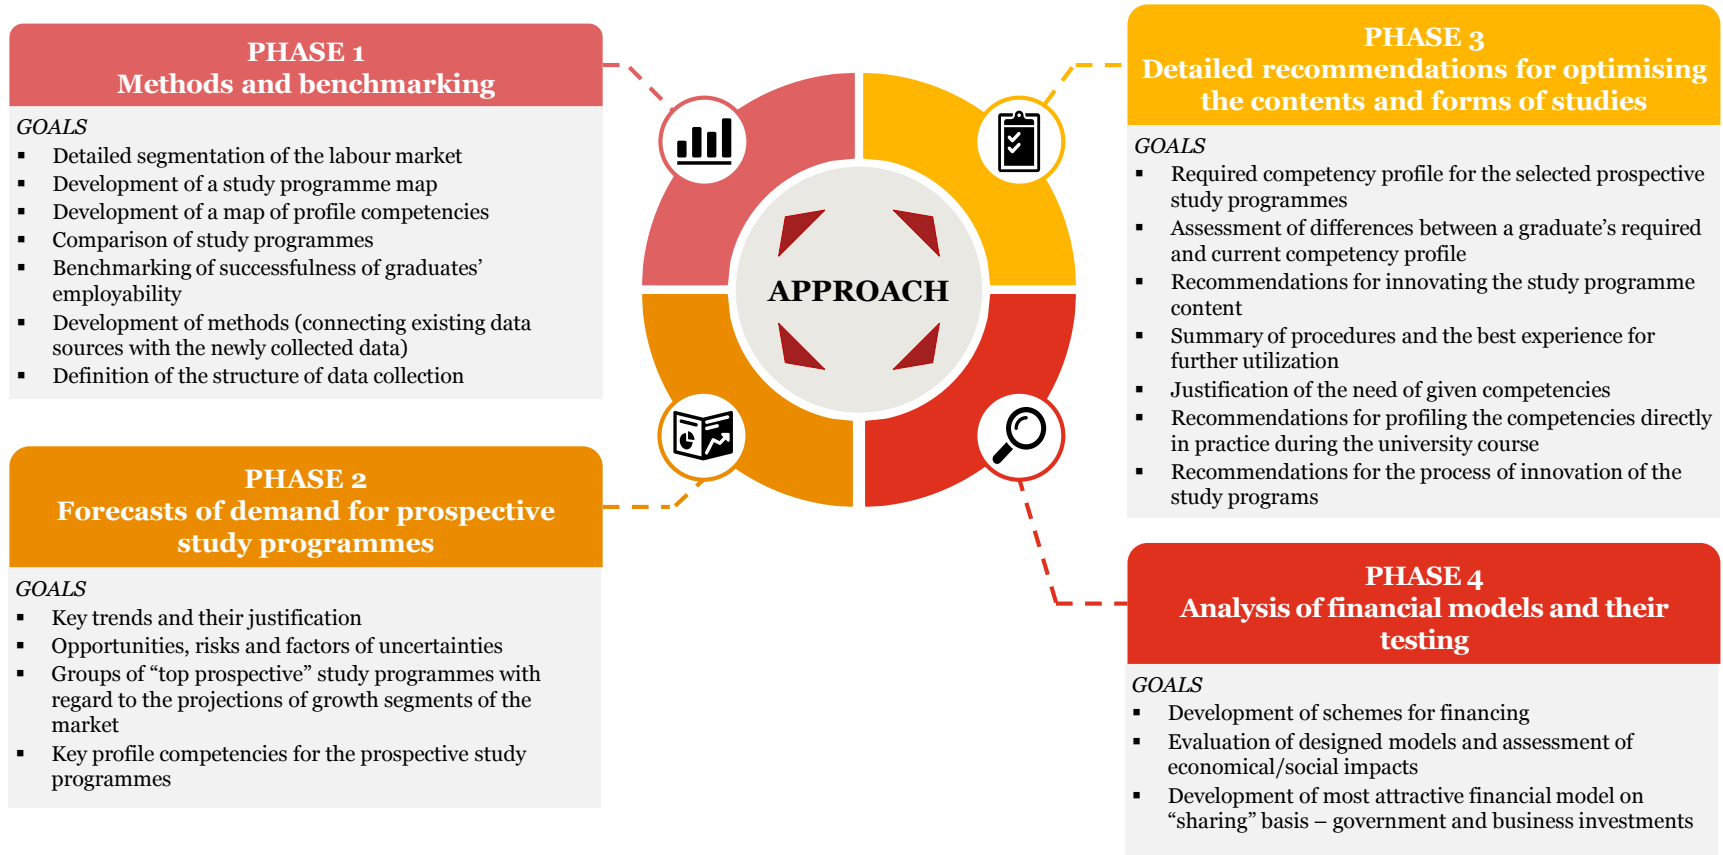 PHASE 1
Methods and benchmarking
GOALS
▪ Detailed segmentation of the labour market
▪ Development of a study programme map
▪ Development of a map of profile competencies
▪ Comparison of study programmes
▪ Benchmarking of successfulness of graduates’
employability
▪ Development of methods (connecting existing data
sources with the newly collected data)
▪ Definition of the structure of data collection
PHASE 2
Forecasts of demand for prospective
study programmes
GOALS
▪ Key trends and their justification
▪ Opportunities, risks and factors of uncertainties
▪ Groups of “top prospective” study programmes with
regard to the projections of growth segments of the
market
▪ Key profile competencies for the prospective study
programmes
APPROACH
PHASE 3
Detailed recommendations for optimising
the contents and forms of studies
GOALS
▪ Required competency profile for the selected prospective
study programmes
▪ Assessment of differences between a graduate’s required
and current competency profile
▪ Recommendations for innovating the study programme
content
▪ Summary of procedures and the best experience for
further utilization
▪ Justification of the need of given competencies
▪ Recommendations for profiling the competencies directly
in practice during the university course
▪ Recommendations for the process of innovation of the
study programs
PHASE 4
Analysis of financial models and their
testing
GOALS
▪ Development of schemes for financing
▪ Evaluation of designed models and assessment of
economical/social impacts
▪ Development of most attractive financial model on
“sharing” basis – government and business investments